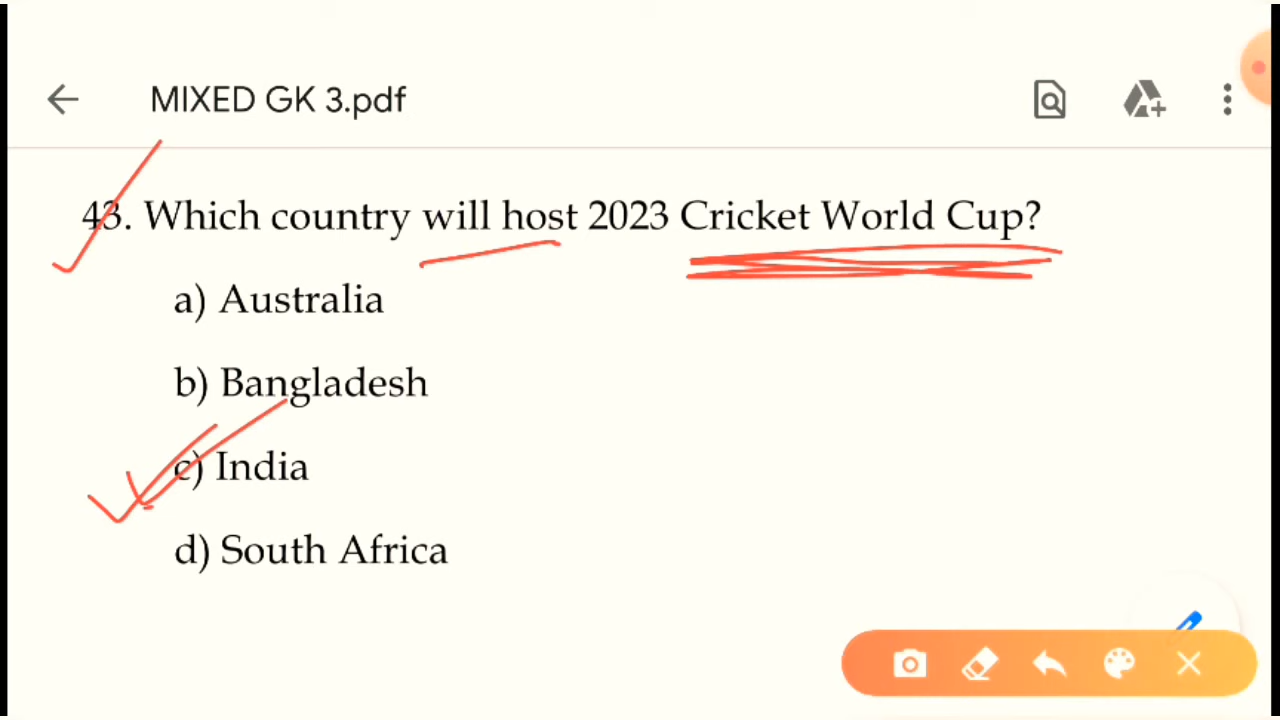 MIXED GK 3.pdf
43. Which country will host 2023 Cricket World Cup?
a) Australia
b) Bangladesh
c) India
d) South Africa